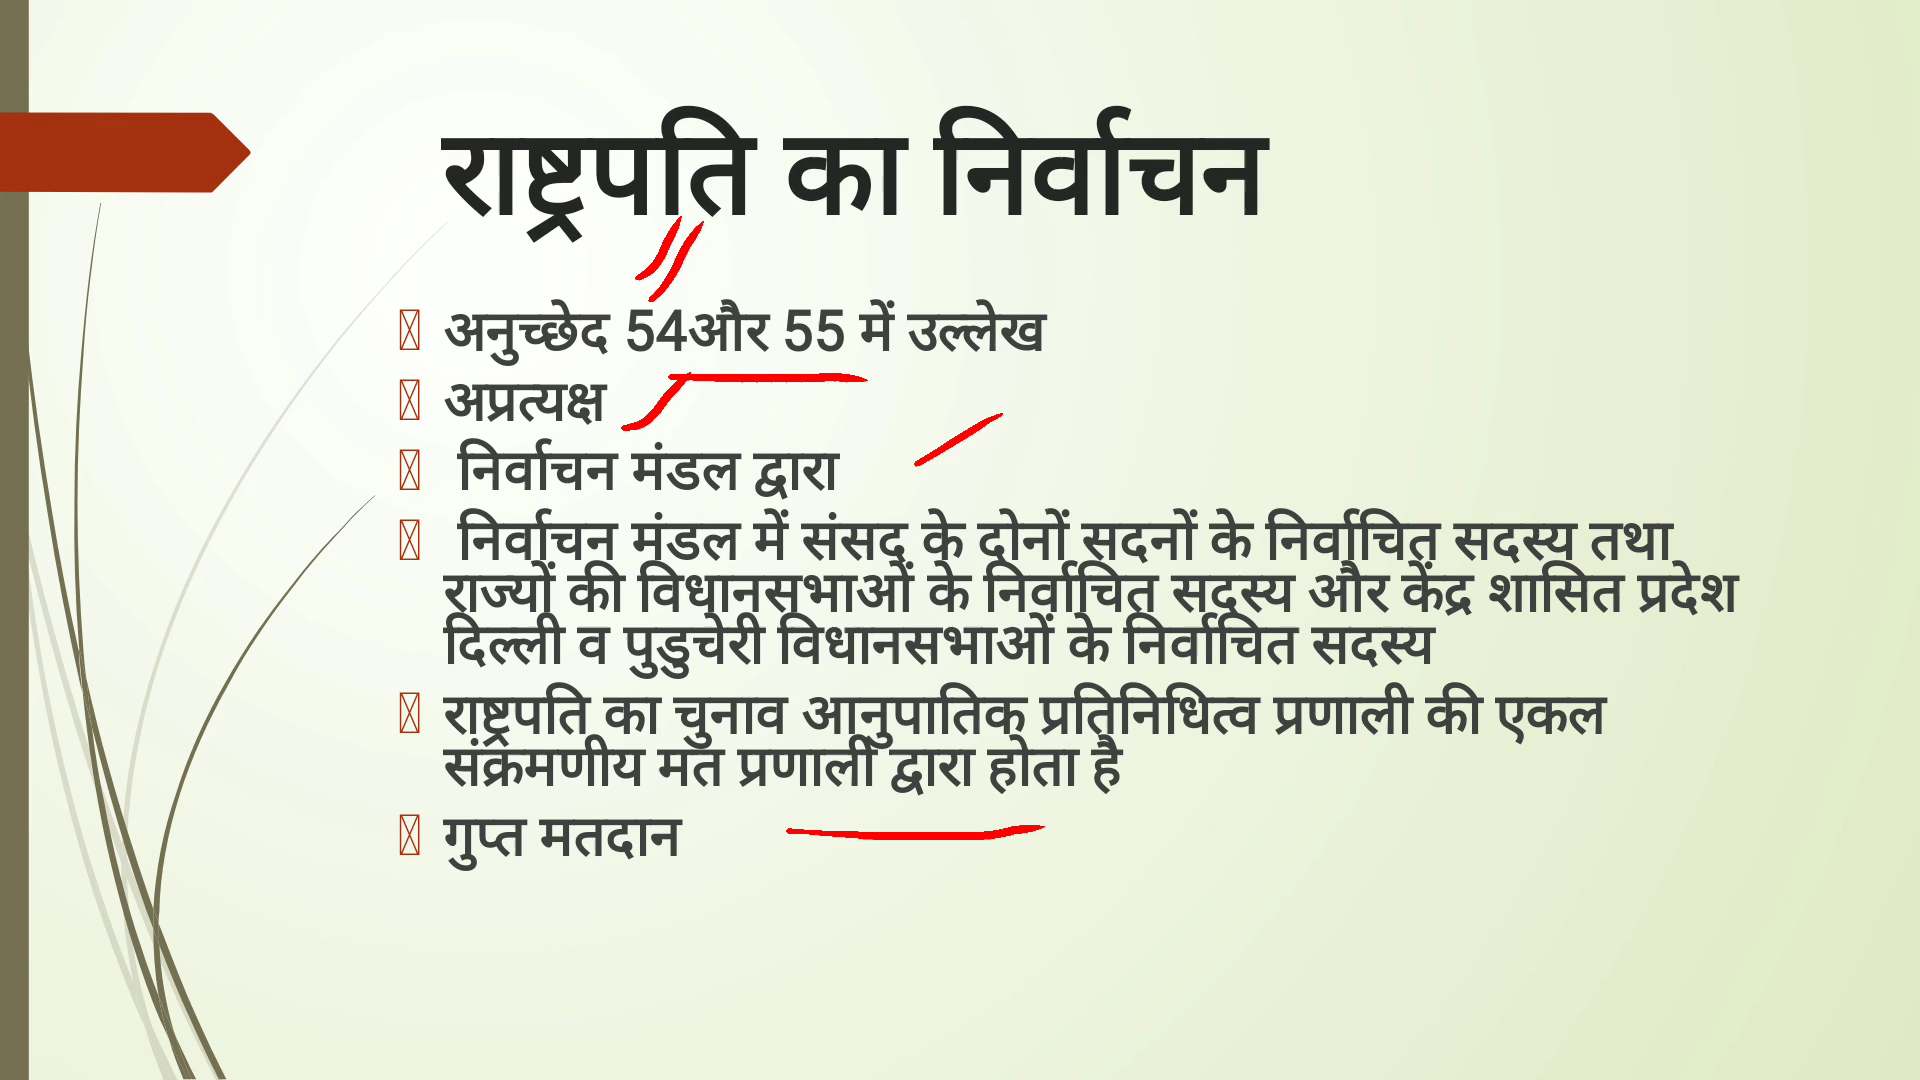 राष्ट्रपति का निर्वाचन
अनुच्छेद 54और 55 में उल्लेख
अप्रत्यक्ष
निर्वाचन मंडल द्वारा
निर्वाचन मंडल में संसद के दोनों सदनों के निर्वाचित सदस्य तथा
राज्यों की विधानसभाओं के निर्वाचित सदस्य और केंद्र शासित प्रदेश
दिल्ली व पुडुचेरी विधानसभाओं के निर्वाचित सदस्य
राष्ट्रपति का चुनाव आनुपातिक प्रतिनिधित्व प्रणाली की एकल
संक्रमणीय मत प्रणाली द्वारा होता है
गुप्त मतदान